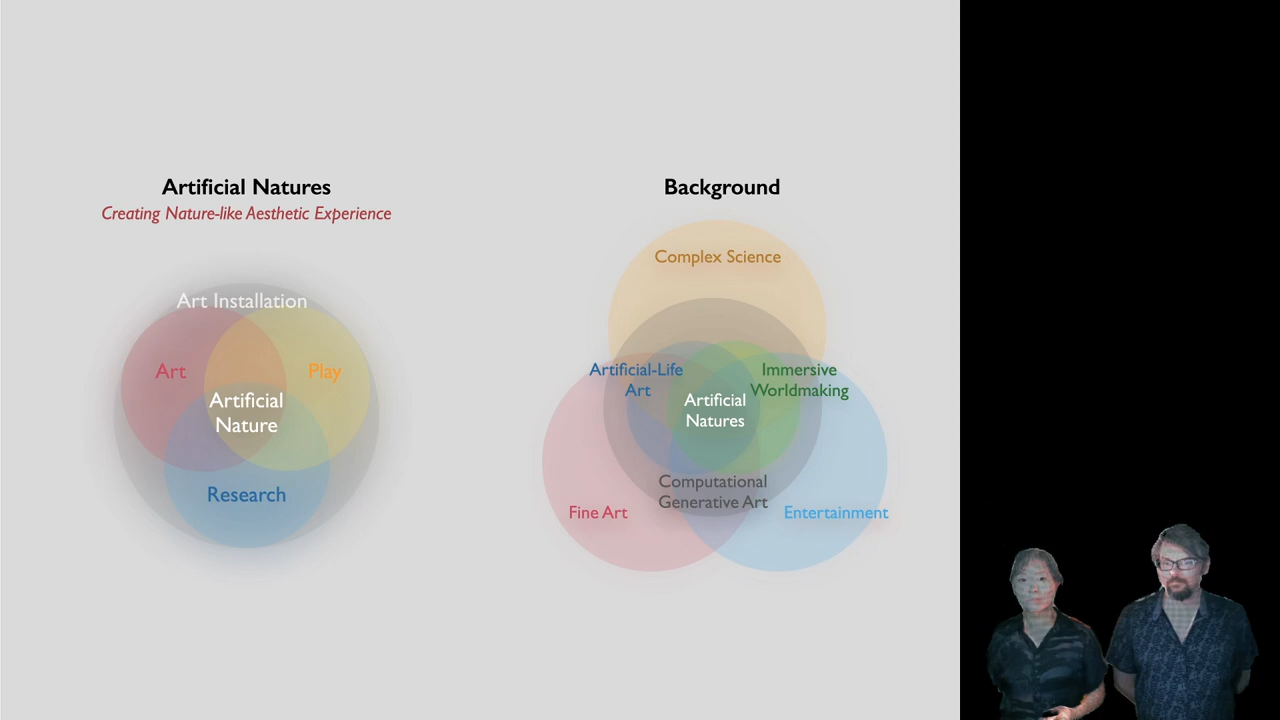 Artificial Natures
Creating Nature-like Aesthetic Experience
Art Installation
Art
Play
Artificial
Nature
Research
Background
Complex Science
Artificial-Life
Art
Immersive
Worldmaking
Artificial
Natures
Computational
Generative Art
Fine Art
Entertainment